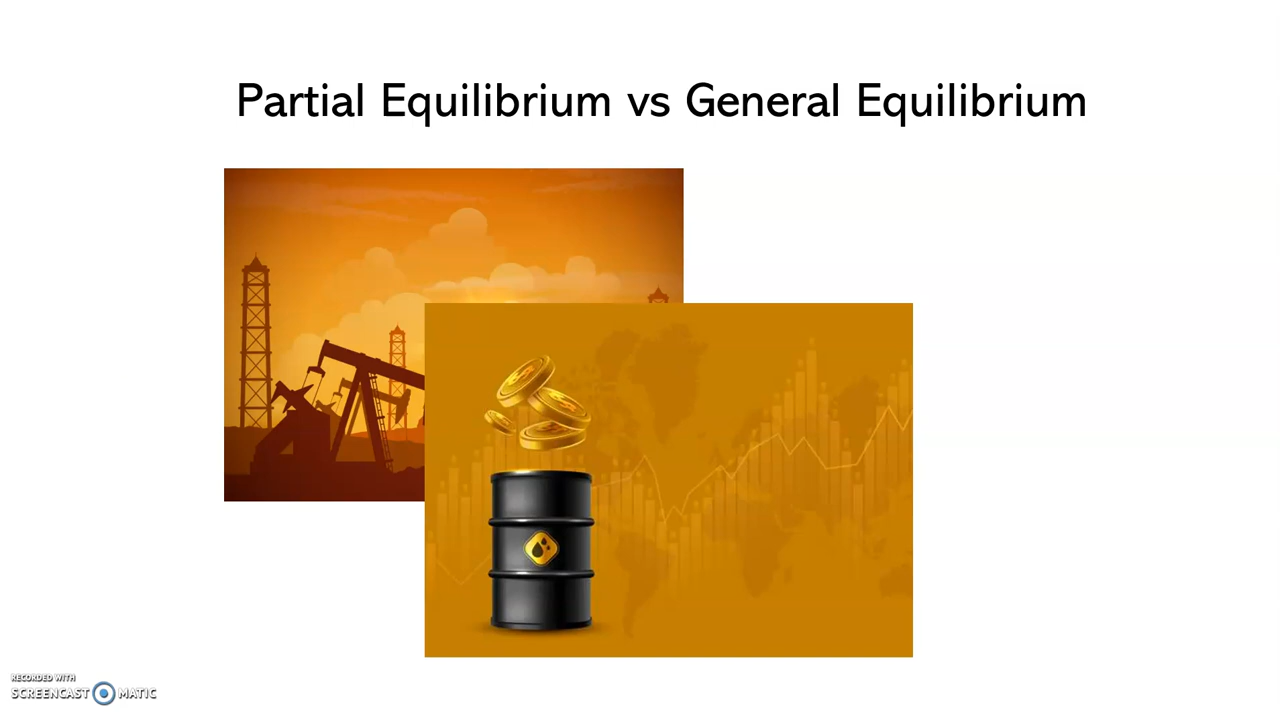 Partial Equilibrium vs General Equilibrium
RECORDED WITH
SCREENCAST MATIC